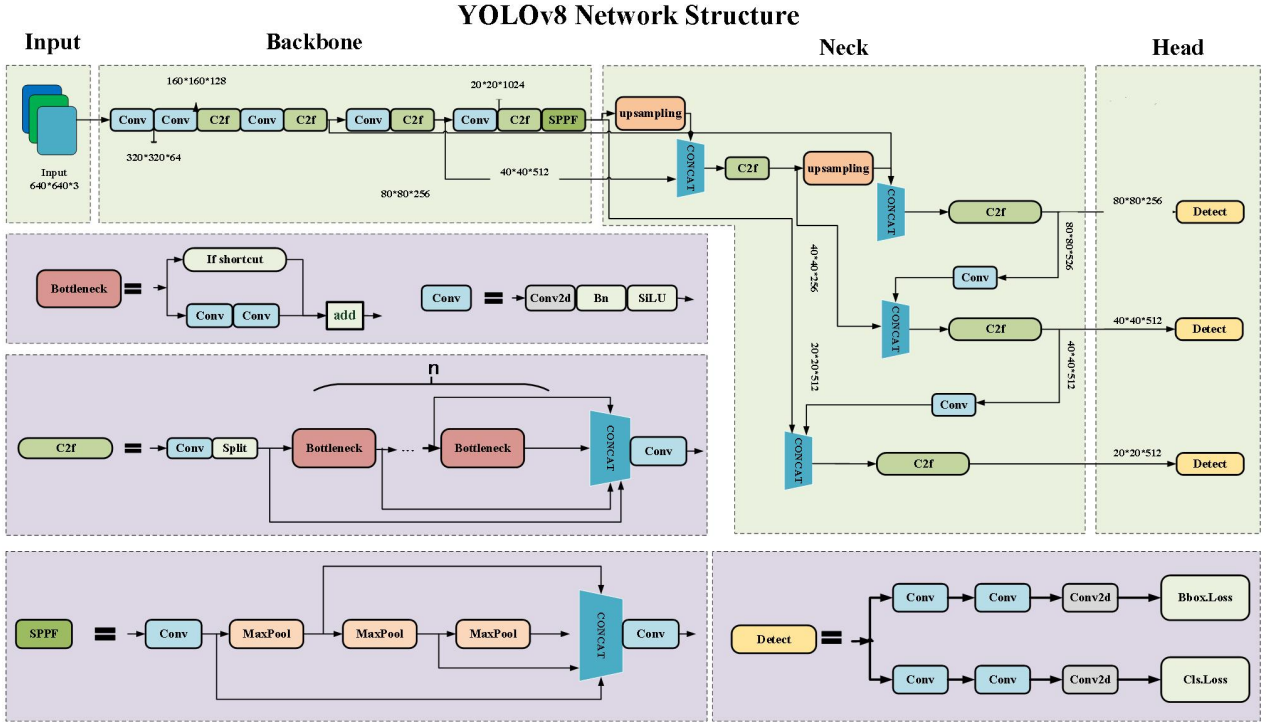 YOLOv8 Network Structure
Input
Backbone
Neck
Head
160*160*128
20*20*1024
Conv Conv C2f Conv C2f Conv C2f Conv C2f SPPF
320*320*64
Input
640*640*3
80*80*256
40*40*512
upsampling
CONCAT
C2f
upsampling
CONCAT
C2f
80*80*256
Detect
80*80*526
40*40*256
Conv
CONCAT
C2f
40*40*512
Detect
40*40*512
20*20*512
Conv
CONCAT
C2f
20*20*512
Detect
Bottleneck = If shortcut
Conv Conv
add
Conv = Conv2d Bn SiLU
n
C2f = Conv Split Bottleneck ... Bottleneck CONCAT Conv
SPPF = Conv MaxPool MaxPool MaxPool CONCAT Conv
Detect =
Conv Conv Conv2d Bbox.Loss
Conv Conv Conv2d Cls.Loss